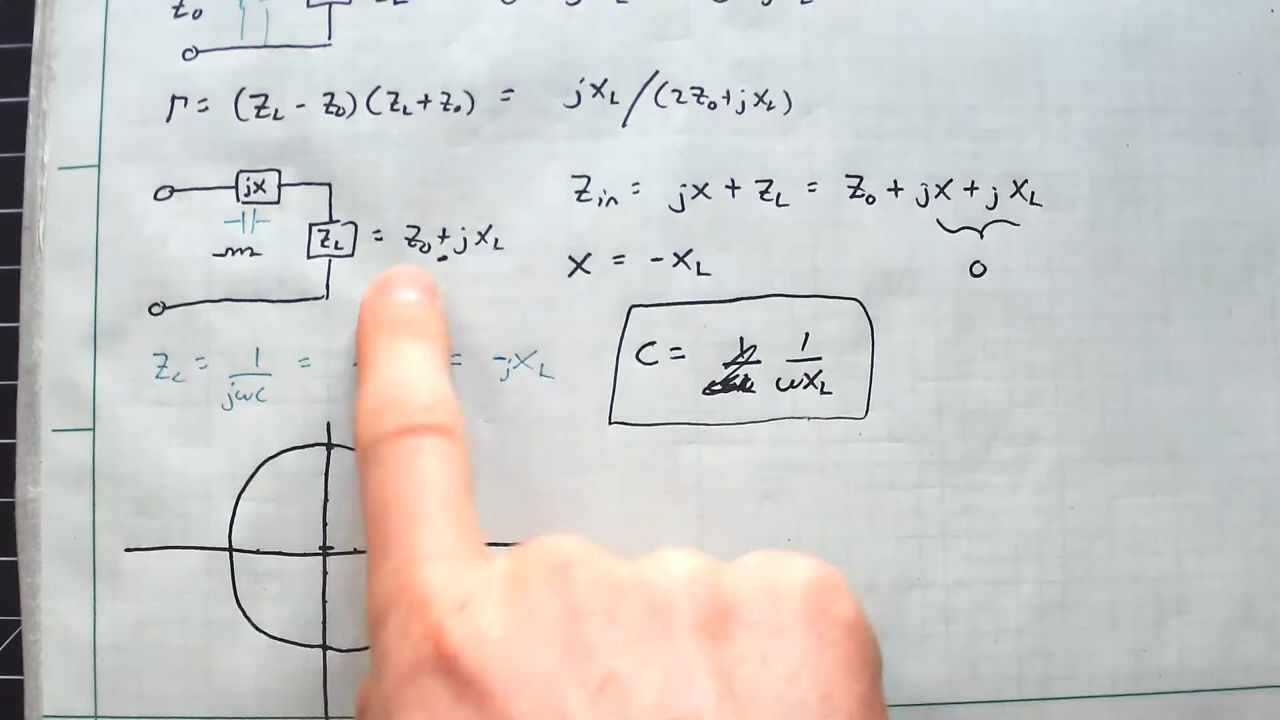 Z₀
Γ = (Z_L - Z₀)(Z_L + Z₀) = jX_L/(2Z₀+jX_L)
jX
Z_in = jX + Z_L = Z₀ + jX + jX_L
Z_L = Z₀ + jX_L
0
X = -X_L
C = 1/ωX_L
Z_C = 1/jωC = = -jX_L